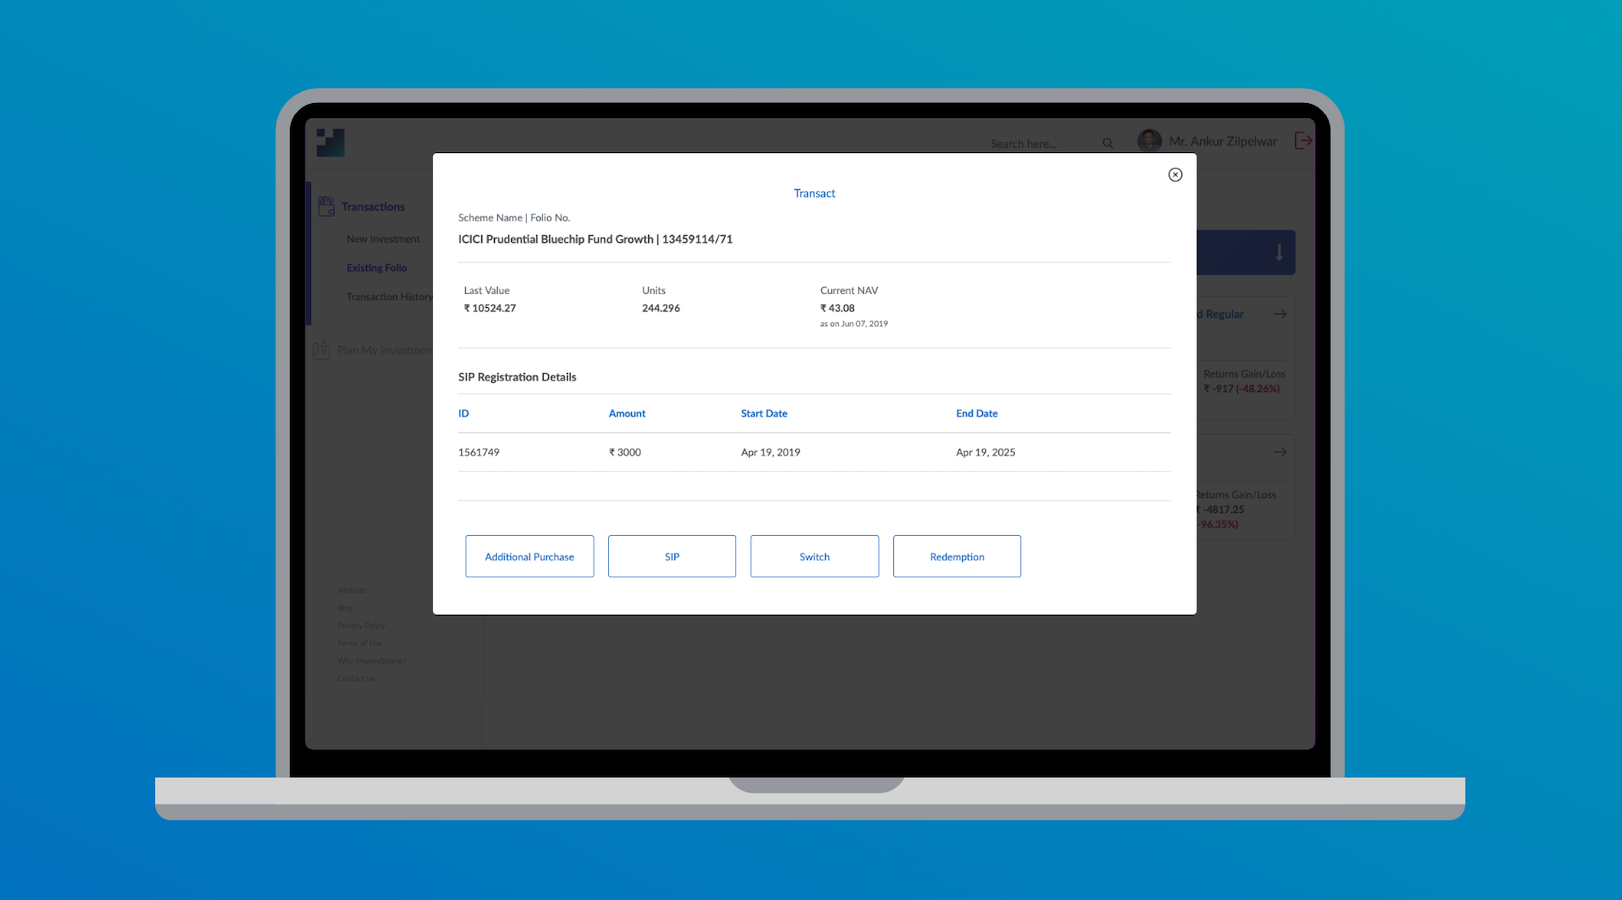 Search here...
Mr. Ankur Zilpelwar
Transactions
New Investment
Existing Folio
Transaction History
Plan My Investmen
Website
Blog
Privacy Policy
Terms of Use
Why MoneySpring?
Contact us
Transact
Scheme Name | Folio No.
ICICI Prudential Bluechip Fund Growth | 13459114/71
Last Value Units Current NAV
₹ 10524.27 244.296 ₹ 43.08
as on Jun 07, 2019
SIP Registration Details
ID Amount Start Date End Date
1561749 ₹ 3000 Apr 19, 2019 Apr 19, 2025
Additional Purchase SIP Switch Redemption
d Regular
Returns Gain/Loss
₹ -917 (-48.26%)
Returns Gain/Loss
₹ -4817.25
-96.35%)